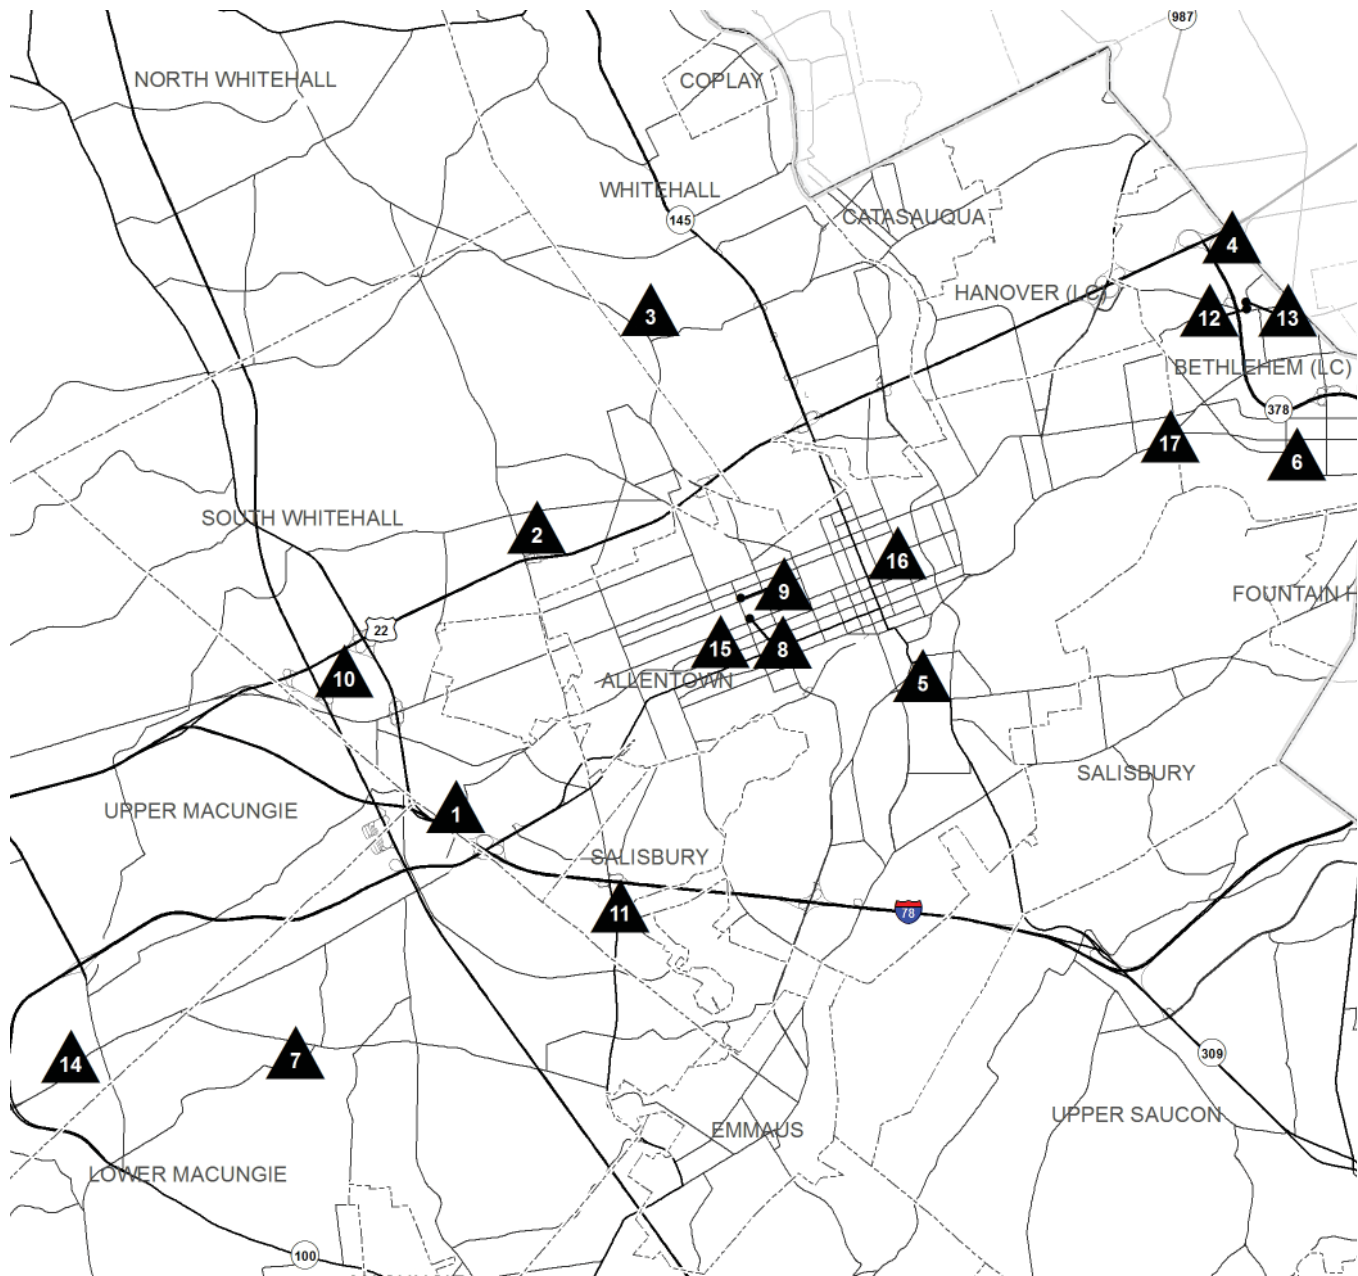 987
NORTH WHITEHALL
COPLAY
WHITEHALL
145
CATASAUQUA
4
HANOVER (LC)
3
12
13
BETHLEHEM (LC)
378
17
6
SOUTH WHITEHALL
2
16
9
FOUNTAIN H
22
15
8
10
ALLENTOWN
5
SALISBURY
UPPER MACUNGIE
1
SALISBURY
11
78
14
7
309
UPPER SAUCON
EMMAUS
LOWER MACUNGIE
100